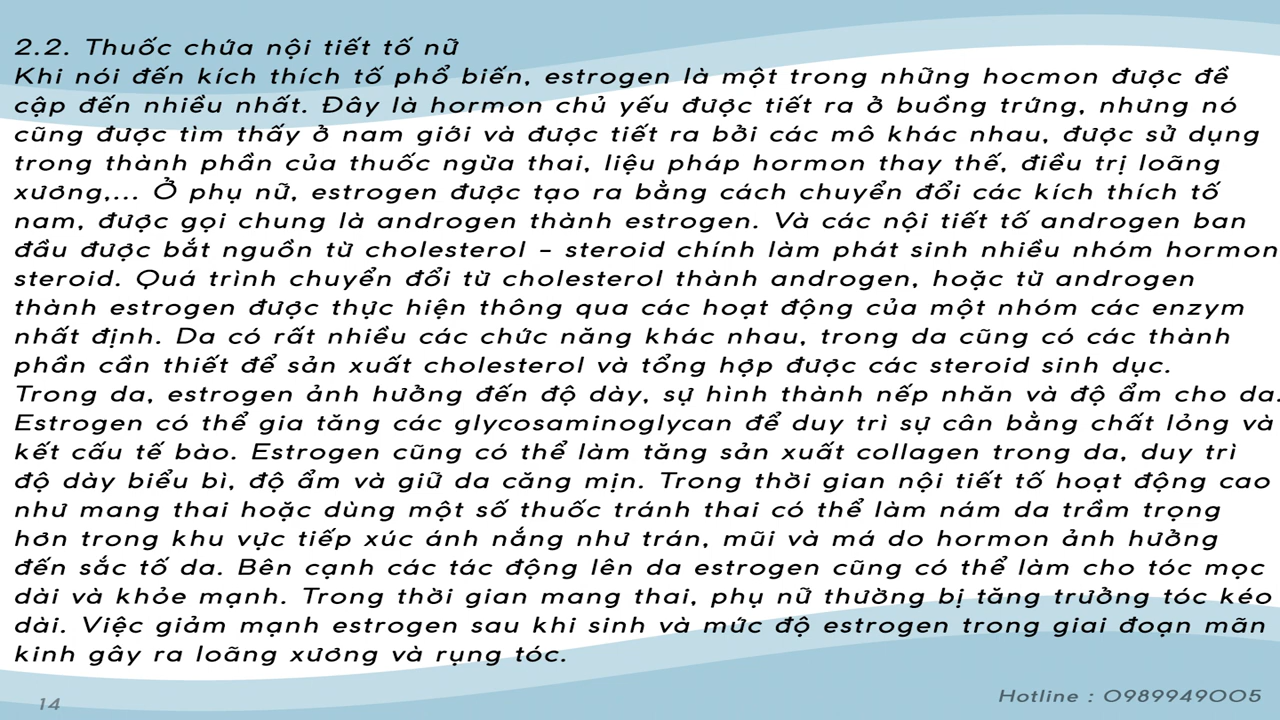 2.2. Thuốc chứa nội tiết tố nữ
Khi nói đến kích thích tố phổ biến, estrogen là một trong những hocmon được đề
cập đến nhiều nhất. Đây là hormon chủ yếu được tiết ra ở buồng trứng, nhưng nó
cũng được tìm thấy ở nam giới và được tiết ra bởi các mô khác nhau, được sử dụng
trong thành phần của thuốc ngừa thai, liệu pháp hormon thay thế, điều trị loãng
xương,... Ở phụ nữ, estrogen được tạo ra bằng cách chuyển đổi các kích thích tố
nam, được gọi chung là androgen thành estrogen. Và các nội tiết tố androgen ban
đầu được bắt nguồn từ cholesterol – steroid chính làm phát sinh nhiều nhóm hormon
steroid. Quá trình chuyển đổi từ cholesterol thành androgen, hoặc từ androgen
thành estrogen được thực hiện thông qua các hoạt động của một nhóm các enzym
nhất định. Da có rất nhiều các chức năng khác nhau, trong da cũng có các thành
phần cần thiết để sản xuất cholesterol và tổng hợp được các steroid sinh dục.
Trong da, estrogen ảnh hưởng đến độ dày, sự hình thành nếp nhăn và độ ẩm cho da.
Estrogen có thể gia tăng các glycosaminoglycan để duy trì sự cân bằng chất lỏng và
kết cấu tế bào. Estrogen cũng có thể làm tăng sản xuất collagen trong da, duy trì
độ dày biểu bì, độ ẩm và giữ da căng mịn. Trong thời gian nội tiết tố hoạt động cao
như mang thai hoặc dùng một số thuốc tránh thai có thể làm nám da trầm trọng
hơn trong khu vực tiếp xúc ánh nắng như trán, mũi và má do hormon ảnh hưởng
đến sắc tố da. Bên cạnh các tác động lên da estrogen cũng có thể làm cho tóc mọc
dài và khỏe mạnh. Trong thời gian mang thai, phụ nữ thường bị tăng trưởng tóc kéo
dài. Việc giảm mạnh estrogen sau khi sinh và mức độ estrogen trong giai đoạn mãn
kinh gây ra loãng xương và rụng tóc.
14
Hotline : 0989949005